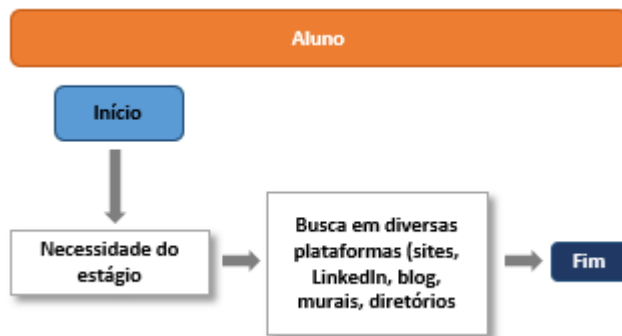 Aluno
Início
Necessidade do
estágio
Busca em diversas
plataformas (sites,
LinkedIn, blog,
murais, diretórios
Fim